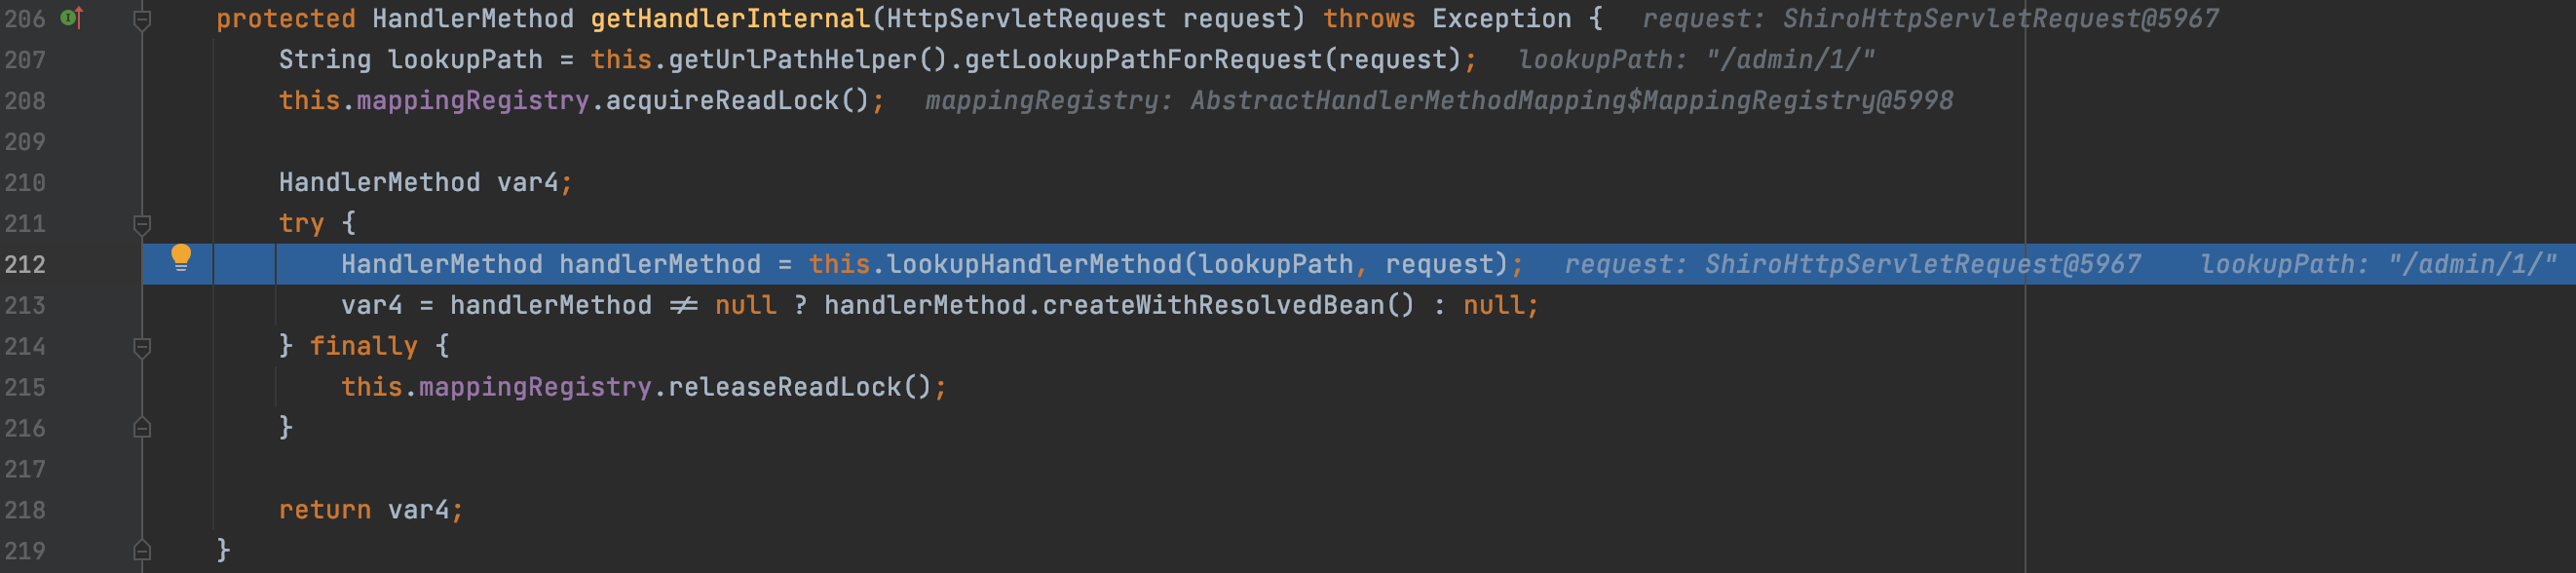 206 protected HandlerMethod getHandlerInternal(HttpServletRequest request) throws Exception { request: ShiroHttpServletRequest@5967
207 String lookupPath = this.getUrlPathHelper().getLookupPathForRequest(request); lookupPath: "/admin/1/"
208 this.mappingRegistry.acquireReadLock(); mappingRegistry: AbstractHandlerMethodMapping$MappingRegistry@5998
209
210 HandlerMethod var4;
211 try {
212 HandlerMethod handlerMethod = this.lookupHandlerMethod(lookupPath, request); request: ShiroHttpServletRequest@5967 lookupPath: "/admin/1/"
213 var4 = handlerMethod != null ? handlerMethod.createWithResolvedBean() : null;
214 } finally {
215 this.mappingRegistry.releaseReadLock();
216 }
217
218 return var4;
219 }